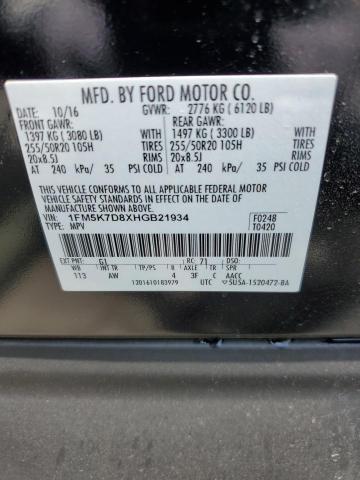 MFD. BY FORD MOTOR CO.
DATE: 10/16 GVWR: 2776 KG (6120 LB)
FRONT GAWR: REAR GAWR:
1397 KG (3080 LB) 1497 KG (3300 LB)
255/50R20 105H TIRES 255/50R20 105H TIRES
20x8.5J RIMS 20x8.5J RIMS
AT 240 kPa/ 35 PSI COLD AT 240 kPa/ 35 PSI COLD
THIS VEHICLE CONFORMS TO ALL APPLICABLE FEDERAL MOTOR
VEHICLE SAFETY AND BUMPER STANDARDS IN EFFECT ON THE DATE
OF MANUFACTURE SHOWN ABOVE.
VIN: 1FM5K7D8XHGB21934 F0248
TYPE: MPV T0420
EXT PNT: G1 RC: 71 DSO:
WB INT TR TP/PS R AXLE TR SPR
113 AW 4 3F C AACC
1201610183979 UTC SU5A-1520472-BA